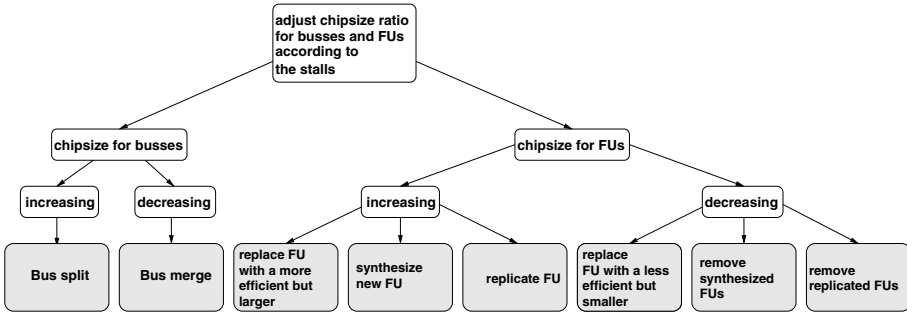 adjust chipsize ratio
for busses and FUs
according to
the stalls
chipsize for busses
chipsize for FUs
increasing
decreasing
increasing
decreasing
Bus split
Bus merge
replace FU
with a more
efficient but
larger
synthesize
new FU
replicate FU
replace
FU with a less
efficient but
smaller
remove
synthesized
FUs
remove
replicated FUs